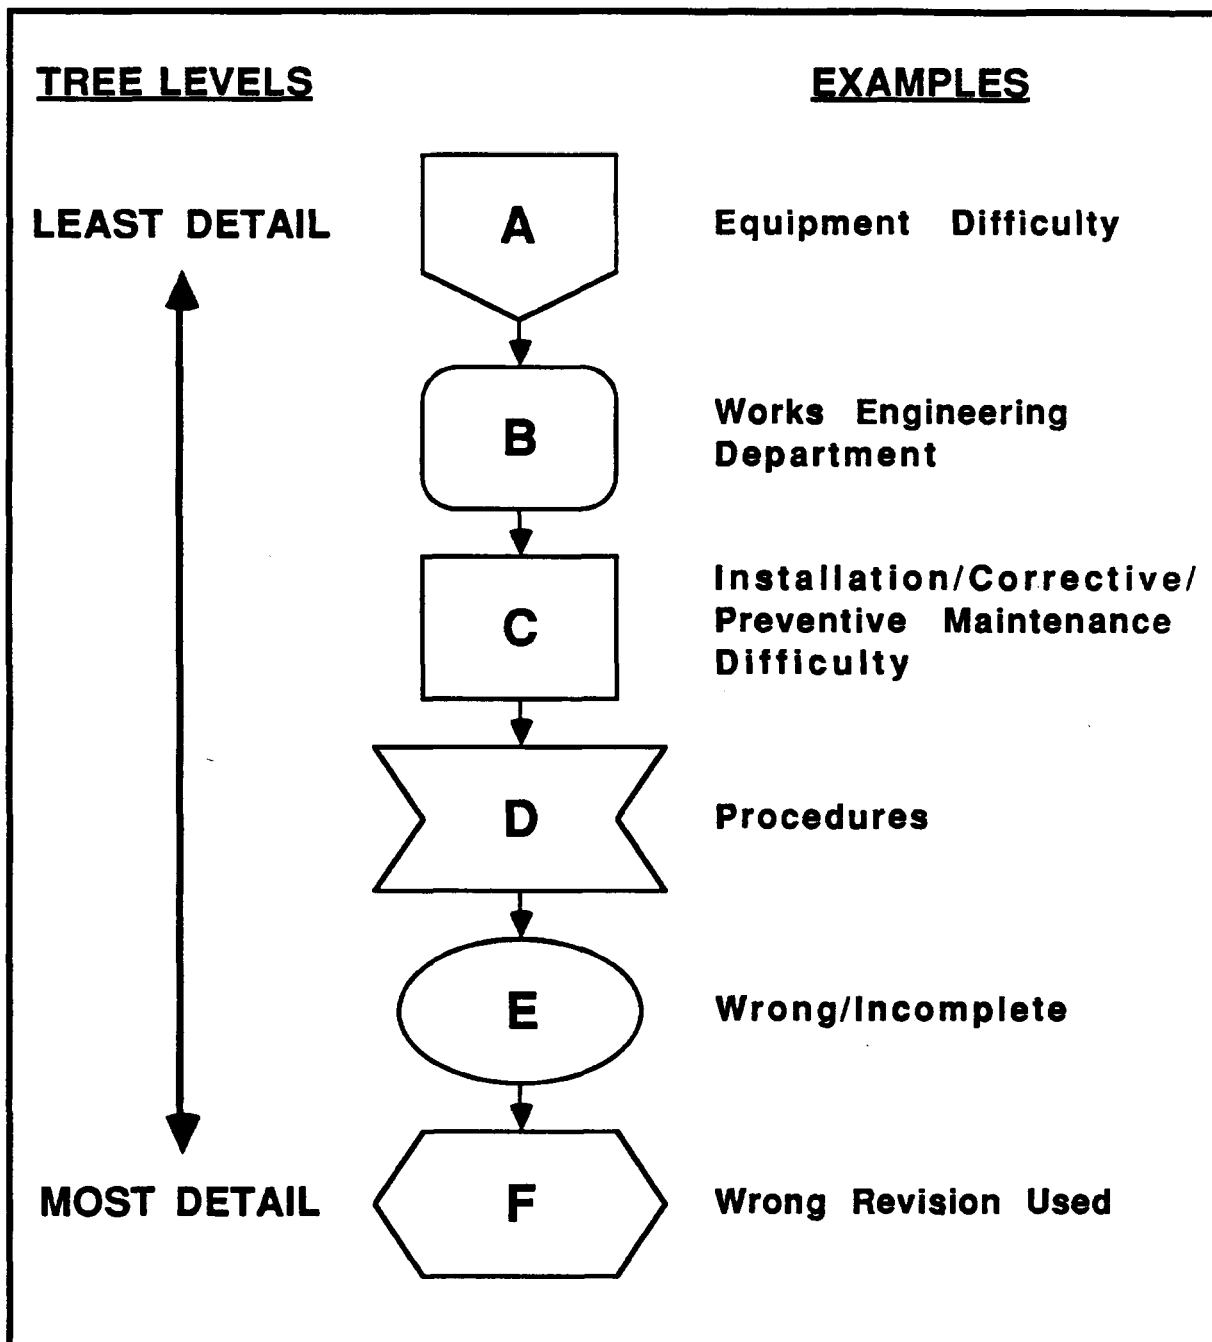 TREE LEVELS
EXAMPLES
LEAST DETAIL
A
Equipment Difficulty
B
Works Engineering
Department
C
Installation/Corrective/
Preventive Maintenance
Difficulty
D
Procedures
E
Wrong/Incomplete
MOST DETAIL
F
Wrong Revision Used